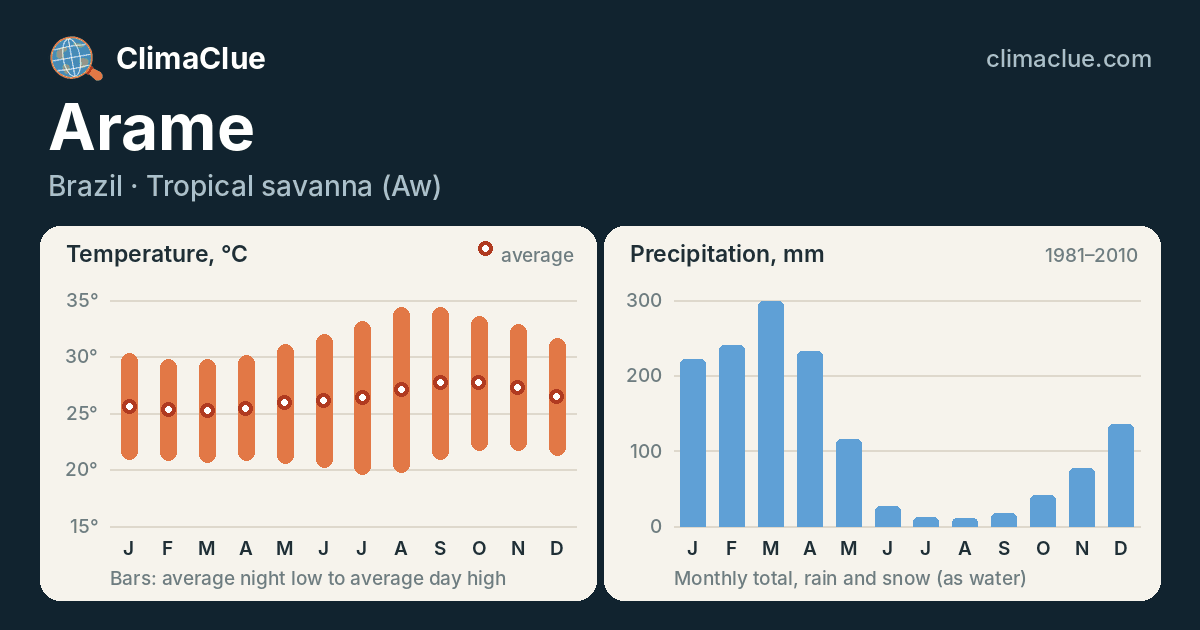 ClimaClue
climaclue.com
Arame
Brazil · Tropical savanna (Aw)
Temperature, °C
average
35°
30°
25°
20°
15°
J F M A M J J A S O N D
Bars: average night low to average day high
Precipitation, mm
1981–2010
300
200
100
0
J F M A M J J A S O N D
Monthly total, rain and snow (as water)